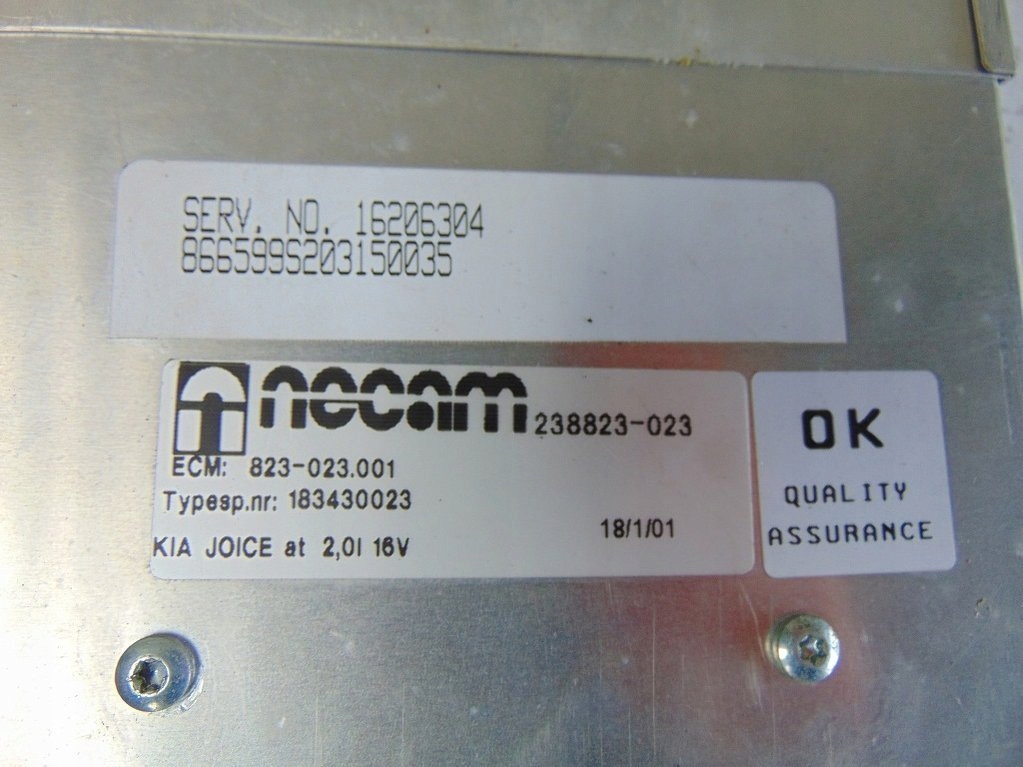 SERV. NO. 16206304
866599S203150035
necam 238823-023
ECM: 823-023.001
Typesp.nr: 183430023
18/1/01
KIA JOICE at 2,0l 16V
OK
QUALITY
ASSURANCE